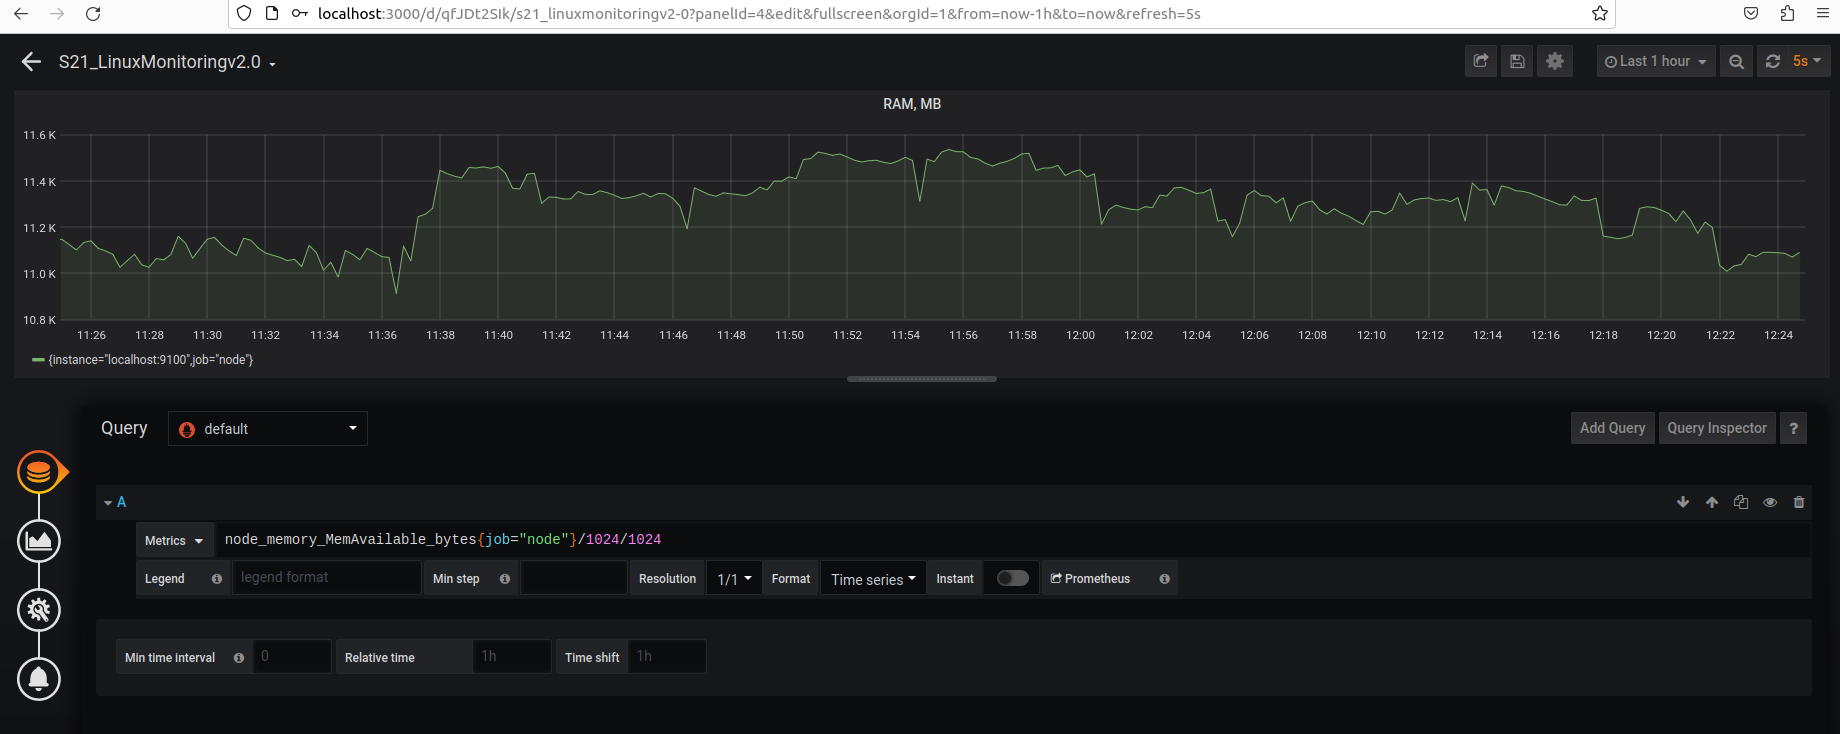 localhost:3000/d/qfJDt2SIk/s21_linuxmonitoringv2-0?panelId=4&edit&fullscreen&orgId=1&from=now-1h&to=now&refresh=5s
S21_LinuxMonitoringv2.0
Last 1 hour
5s
RAM, MB
11.6 K
11.4 K
11.2 K
11.0 K
10.8 K
11:26 11:28 11:30 11:32 11:34 11:36 11:38 11:40 11:42 11:44 11:46 11:48 11:50 11:52 11:54 11:56 11:58 12:00 12:02 12:04 12:06 12:08 12:10 12:12 12:14 12:16 12:18 12:20 12:22 12:24
{instance="localhost:9100",job="node"}
Query default Add Query Query Inspector ?
A
Metrics node_memory_MemAvailable_bytes{job="node"}/1024/1024
Legend legend format Min step Resolution 1/1 Format Time series Instant Prometheus
Min time interval 0 Relative time 1h Time shift 1h